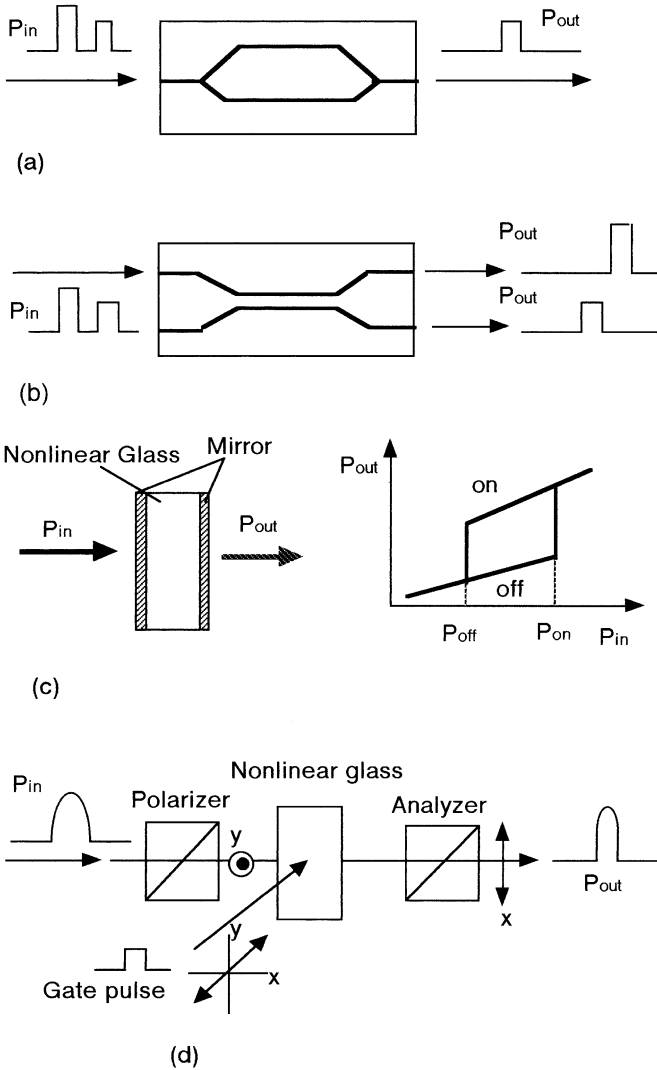 Pin
Pout
(a)
Pout
Pin
Pout
(b)
Nonlinear Glass
Mirror
Pin
Pout
Pout
on
off
Poff
Pon
Pin
(c)
Pin
Polarizer
Nonlinear glass
Analyzer
y
x
Pout
y
x
Gate pulse
(d)